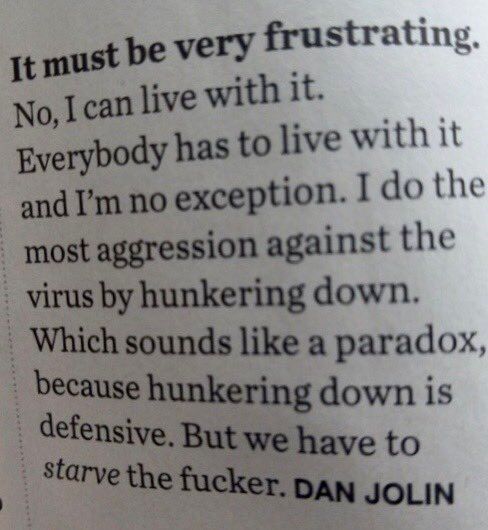 It must be very frustrating.
No, I can live with it.
Everybody has to live with it
and I'm no exception. I do the
most aggression against the
virus by hunkering down.
Which sounds like a paradox,
because hunkering down is
defensive. But we have to
starve the fucker. DAN JOLIN